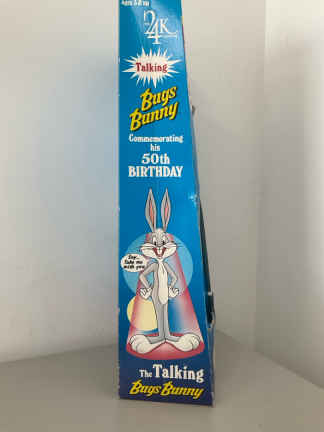 Ages 3 & up
24K
Talking
Bugs
Bunny
Commemorating
his
50th
BIRTHDAY
Say...
Take me
with you
The Talking
Bugs Bunny